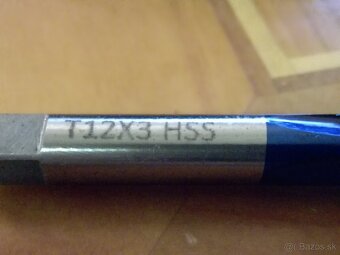 T12X3 HSS
@( Bazos.sk